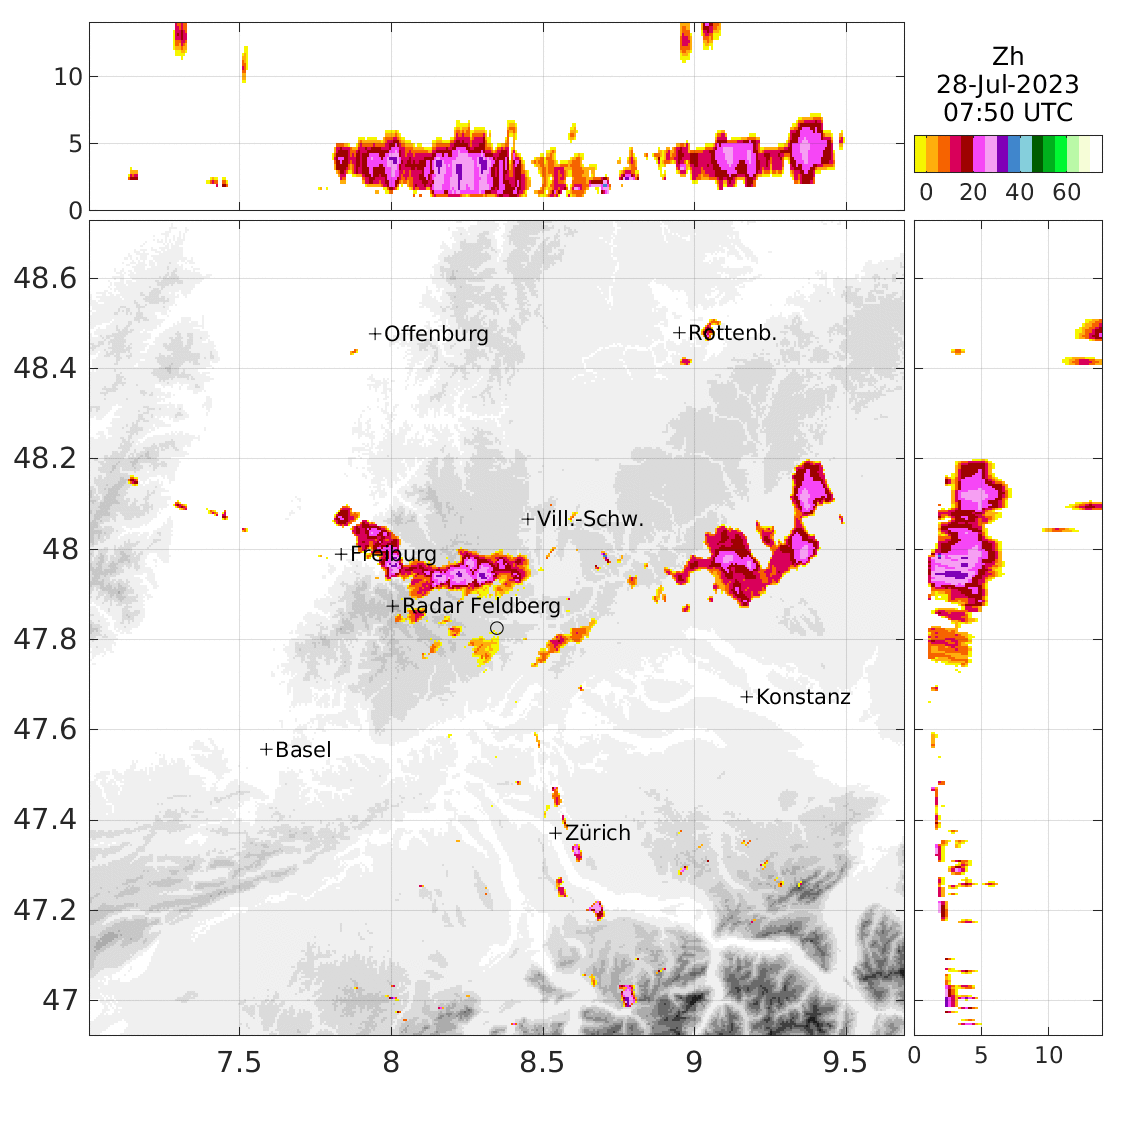 10
5
0
Zh
28-Jul-2023
07:50 UTC
0 20 40 60
48.6
48.4
48.2
48
47.8
47.6
47.4
47.2
47
+Offenburg
+Rottenb.
+Vill.-Schw.
+Freiburg
+Radar Feldberg
+Konstanz
+Basel
+Zürich
7.5 8 8.5 9 9.5
0 5 10